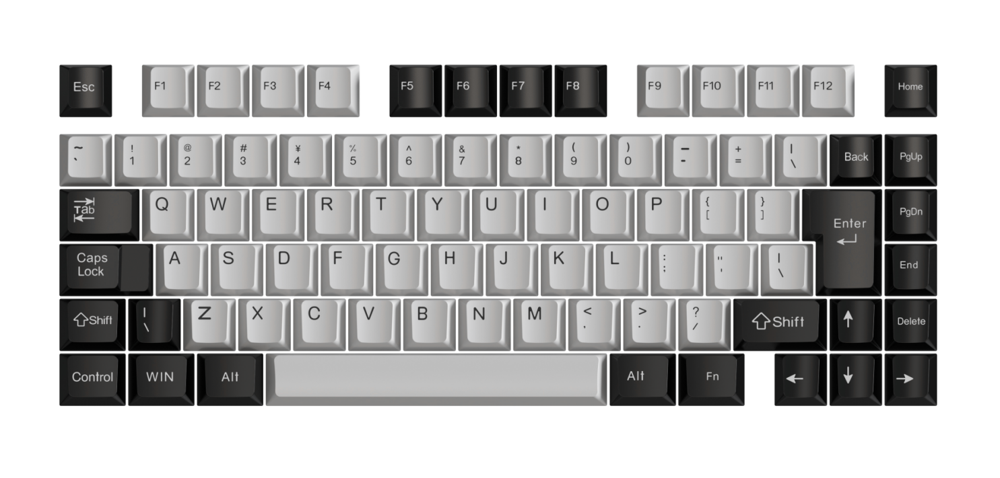 Esc F1 F2 F3 F4 F5 F6 F7 F8 F9 F10 F11 F12 Home
~ ! @ # ¥ % ^ & * ( ) _ + |
` 1 2 3 4 5 6 7 8 9 0 - = \ Back PgUp
Tab Q W E R T Y U I O P { } Enter PgDn
[ ]
Caps A S D F G H J K L : " | End
Lock ; ' \
Shift | Z X C V B N M < > ? Shift Delete
\ , . /
Control WIN Alt Alt Fn